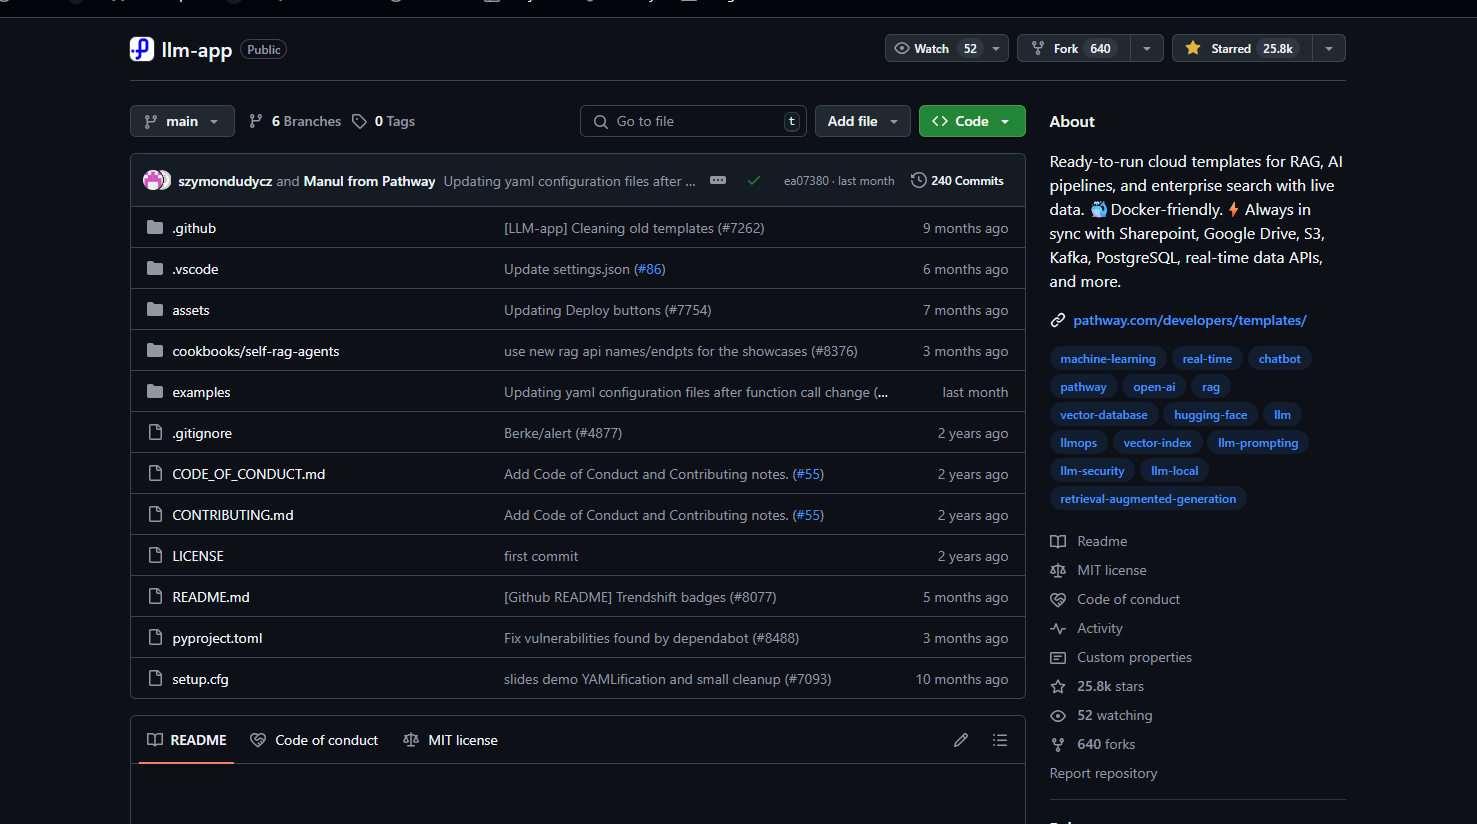 llm-app Public
Watch 52
Fork 640
Starred 25.8k
main
6 Branches
0 Tags
Go to file t
Add file
Code
szymondudycz and Manul from Pathway Updating yaml configuration files after ... ea07380 · last month 240 Commits
.github [LLM-app] Cleaning old templates (#7262) 9 months ago
.vscode Update settings.json (#86) 6 months ago
assets Updating Deploy buttons (#7754) 7 months ago
cookbooks/self-rag-agents use new rag api names/endpts for the showcases (#8376) 3 months ago
examples Updating yaml configuration files after function call change (... last month
.gitignore Berke/alert (#4877) 2 years ago
CODE_OF_CONDUCT.md Add Code of Conduct and Contributing notes. (#55) 2 years ago
CONTRIBUTING.md Add Code of Conduct and Contributing notes. (#55) 2 years ago
LICENSE first commit 2 years ago
README.md [Github README] Trendshift badges (#8077) 5 months ago
pyproject.toml Fix vulnerabilities found by dependabot (#8488) 3 months ago
setup.cfg slides demo YAMLification and small cleanup (#7093) 10 months ago
README Code of conduct MIT license
About
Ready-to-run cloud templates for RAG, AI
pipelines, and enterprise search with live
data. 🐳Docker-friendly.⚡Always in
sync with Sharepoint, Google Drive, S3,
Kafka, PostgreSQL, real-time data APIs,
and more.
pathway.com/developers/templates/
machine-learning real-time chatbot
pathway open-ai rag
vector-database hugging-face llm
llmops vector-index llm-prompting
llm-security llm-local
retrieval-augmented-generation
Readme
MIT license
Code of conduct
Activity
Custom properties
25.8k stars
52 watching
640 forks
Report repository